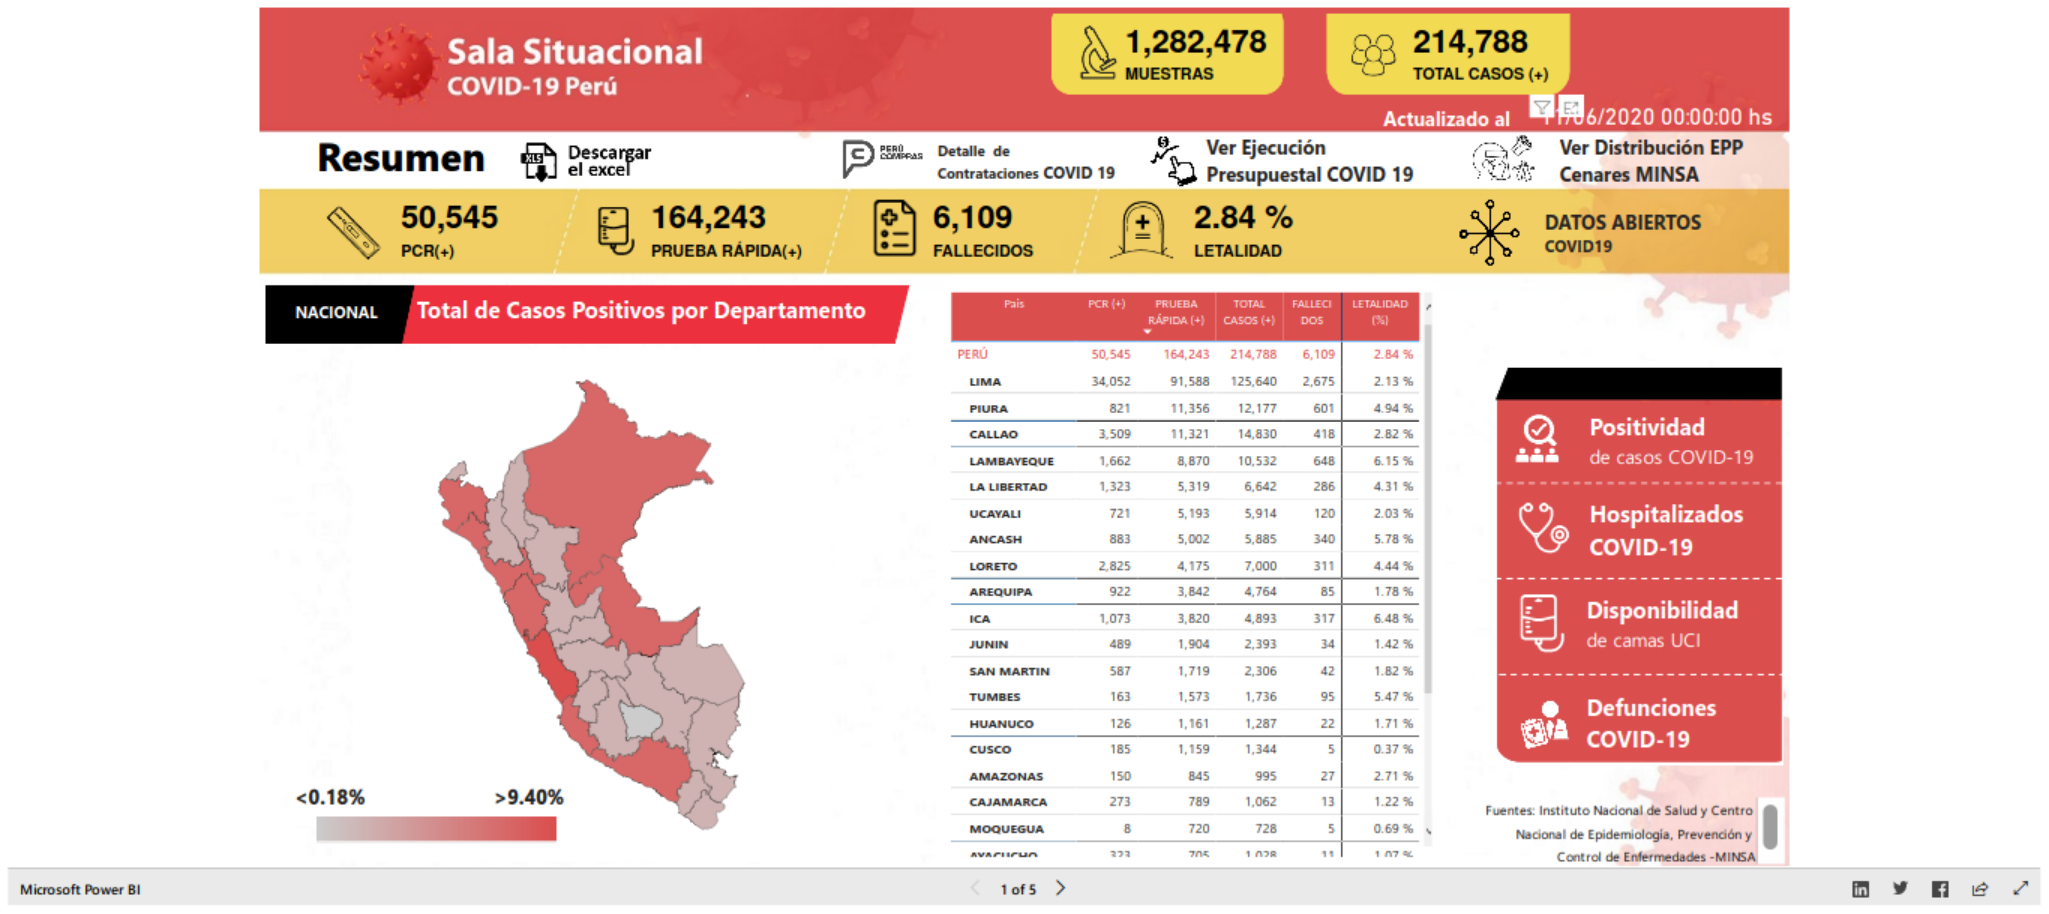 Sala Situacional
COVID-19 Perú
1,282,478
MUESTRAS
214,788
TOTAL CASOS (+)
Actualizado al 11/06/2020 00:00:00 hs
Resumen
XLS
Descargar
el excel
PERÚ
COMPRAS
Detalle de
Contrataciones COVID 19
Ver Ejecución
Presupuestal COVID 19
Ver Distribución EPP
Cenares MINSA
50,545
PCR(+)
164,243
PRUEBA RÁPIDA(+)
6,109
FALLECIDOS
2.84 %
LETALIDAD
DATOS ABIERTOS
COVID19
NACIONAL
Total de Casos Positivos por Departamento
<0.18% >9.40%
País PCR (+) PRUEBA RÁPIDA (+) TOTAL CASOS (+) FALLECI DOS LETALIDAD (%)
PERÚ 50,545 164,243 214,788 6,109 2.84 %
LIMA 34,052 91,588 125,640 2,675 2.13 %
PIURA 821 11,356 12,177 601 4.94 %
CALLAO 3,509 11,321 14,830 418 2.82 %
LAMBAYEQUE 1,662 8,870 10,532 648 6.15 %
LA LIBERTAD 1,323 5,319 6,642 286 4.31 %
UCAYALI 721 5,193 5,914 120 2.03 %
ANCASH 883 5,002 5,885 340 5.78 %
LORETO 2,825 4,175 7,000 311 4.44 %
AREQUIPA 922 3,842 4,764 85 1.78 %
ICA 1,073 3,820 4,893 317 6.48 %
JUNIN 489 1,904 2,393 34 1.42 %
SAN MARTIN 587 1,719 2,306 42 1.82 %
TUMBES 163 1,573 1,736 95 5.47 %
HUANUCO 126 1,161 1,287 22 1.71 %
CUSCO 185 1,159 1,344 5 0.37 %
AMAZONAS 150 845 995 27 2.71 %
CAJAMARCA 273 789 1,062 13 1.22 %
MOQUEGUA 8 720 728 5 0.69 %
AYACUCHO 323 705 1,028 11 1.07 %
Positividad
de casos COVID-19
Hospitalizados
COVID-19
Disponibilidad
de camas UCI
Defunciones
COVID-19
Fuentes: Instituto Nacional de Salud y Centro
Nacional de Epidemiologia, Prevención y
Control de Enfermedades -MINSA
Microsoft Power BI
1 of 5